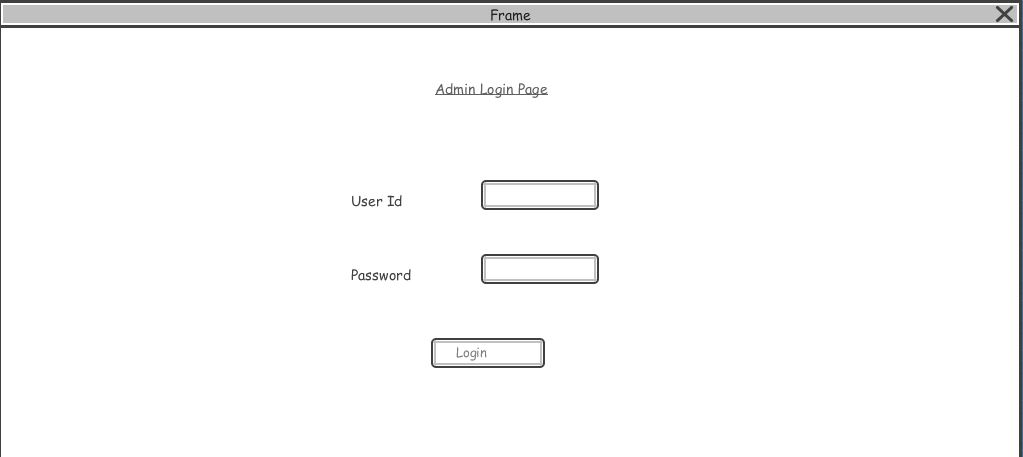 Frame
Admin Login Page
User Id
Password
Login